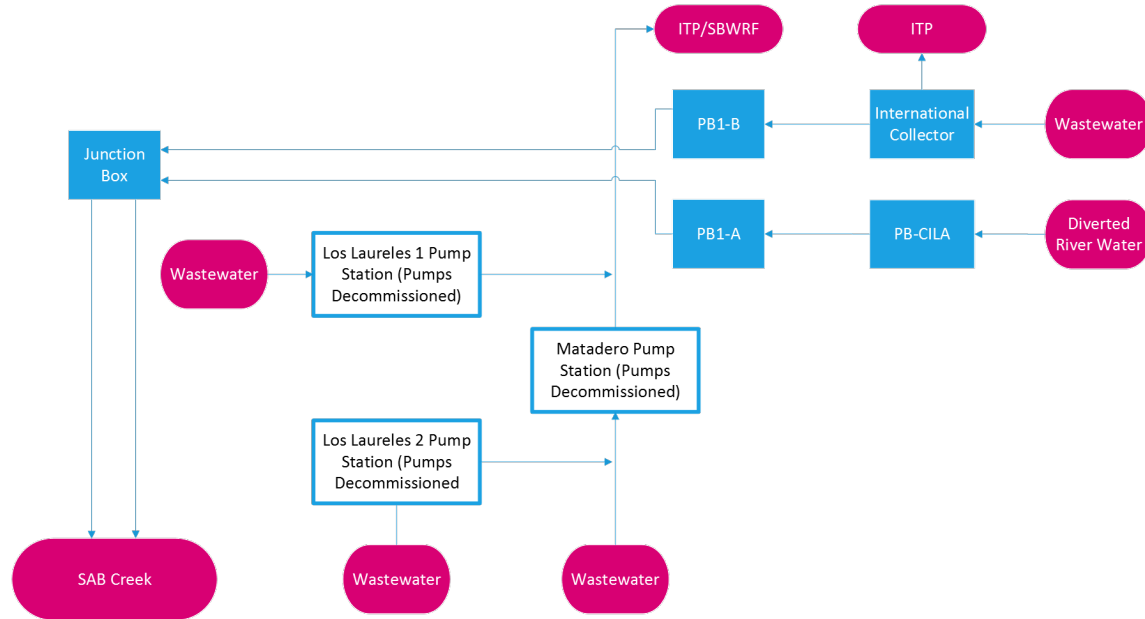 ITP/SBWRF
ITP
PB1-B
International
Collector
Wastewater
Junction
Box
PB1-A
PB-CILA
Diverted
River Water
Wastewater
Los Laureles 1 Pump
Station (Pumps
Decommissioned)
Matadero Pump
Station (Pumps
Decommissioned)
Los Laureles 2 Pump
Station (Pumps
Decommissioned
SAB Creek
Wastewater
Wastewater